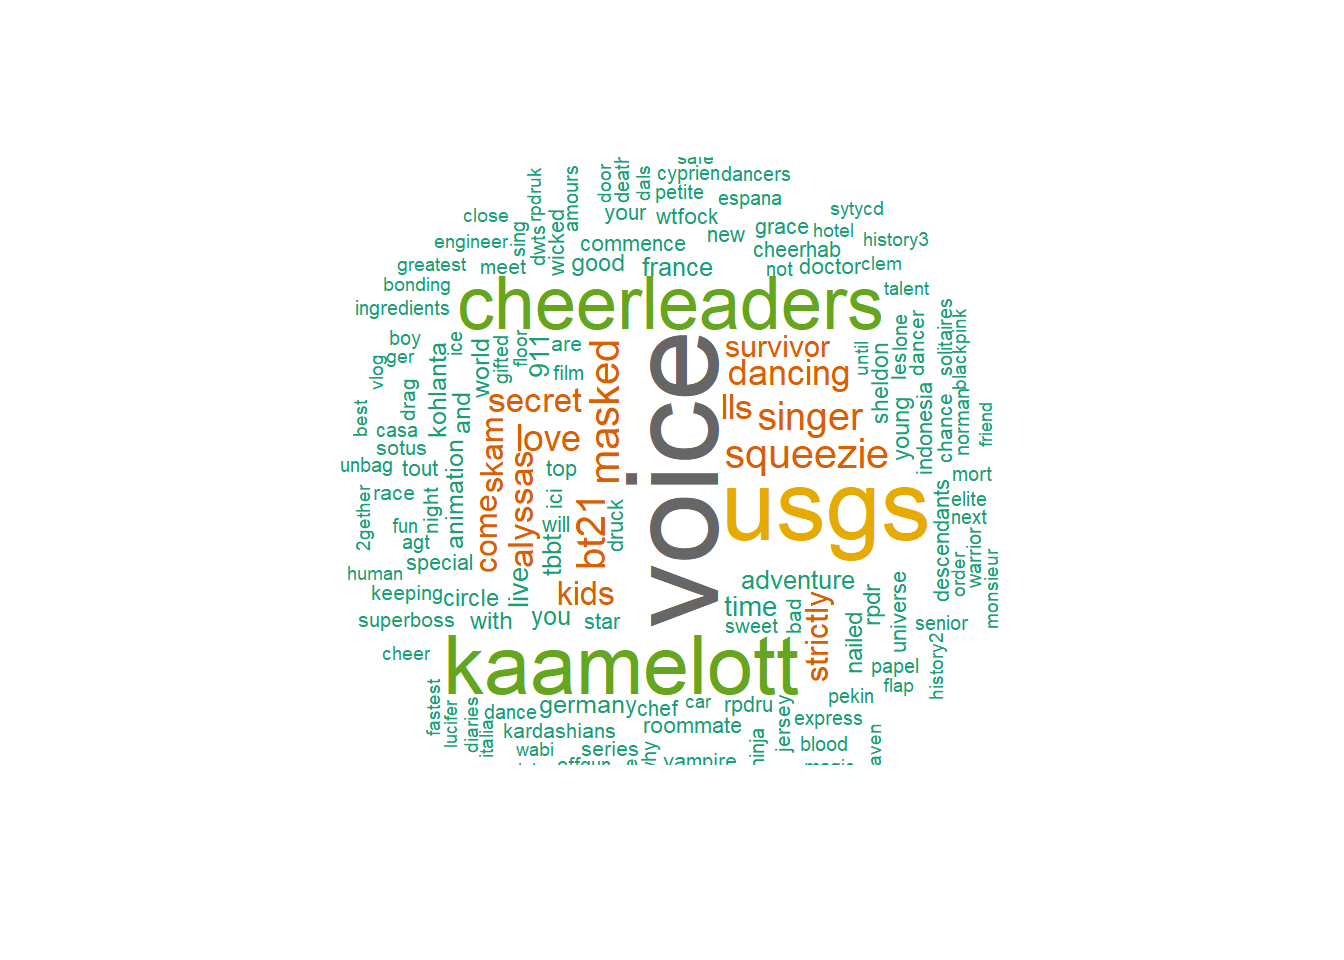 safe
door
death
dals
cyprien
dancers
rpdruk
amours
petite
espana
close
sing
dwts
wicked
your
wtfock
sytycd
engineer
commence
new
grace
hotel
history3
greatest
meet
good
france
cheerhab
not
doctor
clem
bonding
ingredients
cheerleaders
talent
boy
ger
vlog
ice
world
gifted
floor
911
are
film
masked
voice
survivor
dancing
until
sheldon
les
lone
dancer
solitaires
blackpink
best
drag
kohlanta
and
secret
love
lls
singer
squeezie
young
indonesia
chance
norman
friend
casa
sotus
unbag
tout
skam
alyssas
top
race
night
animation
come
bt21
usgs
mort
elite
next
2gether
fun
agt
ici
will
druck
tbbt
descendants
order
warrior
monsieur
human
special
keeping
circle
live
kids
adventure
time
superboss
with
you
star
sweet
bad
strictly
nailed
rpdr
universe
senior
history2
cheer
kaamelott
papel
flap
pekin
fastest
lucifer
diaries
italia
dance
germany
chef
car
rpdru
jersey
express
kardashians
roommate
wabi
series
why
vampire
ninja
blood
aven
offgun
magic